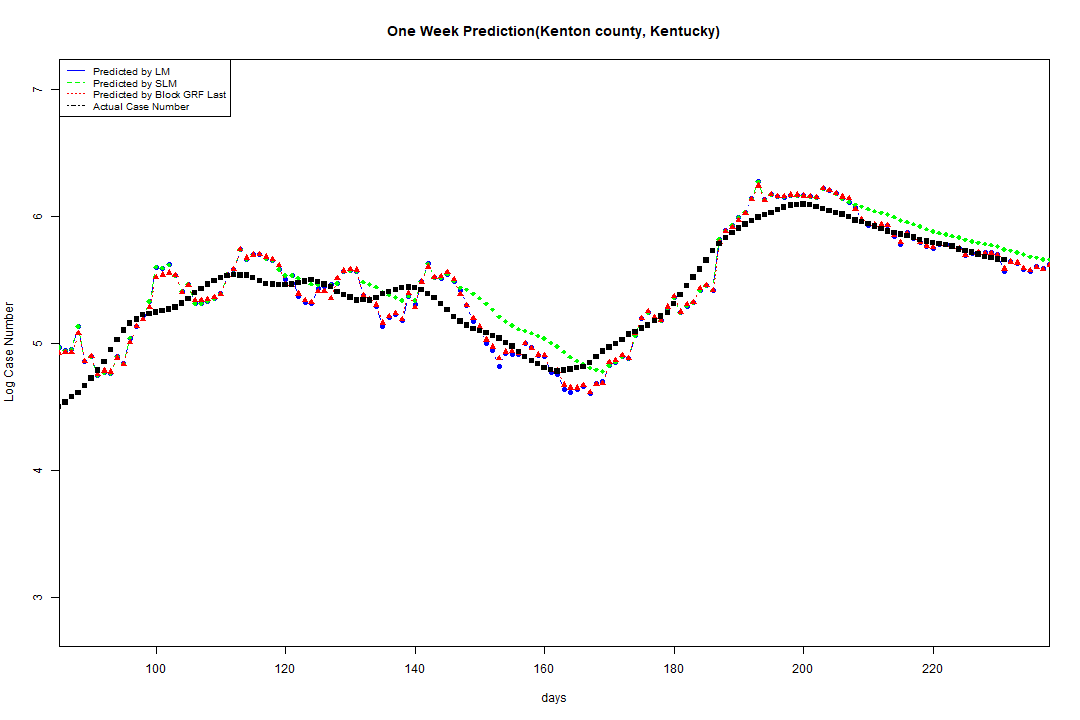 One Week Prediction(Kenton county, Kentucky)
Predicted by LM
Predicted by SLM
Predicted by Block GRF Last
Actual Case Number
7
6
5
4
3
Log Case Number
100 120 140 160 180 200 220
days